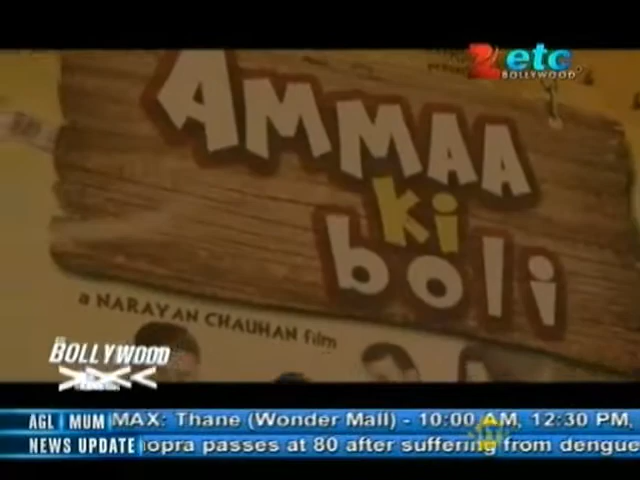 etc
BOLLYWOOD
AMMAA
ki
boli
a NARAYAN CHAUHAN film
BOLLYWOOD
AGL MUM MAX: Thane (Wonder Mall) - 10:00 AM, 12:30 PM,
NEWS UPDATE opra passes at 80 after suffering from dengue